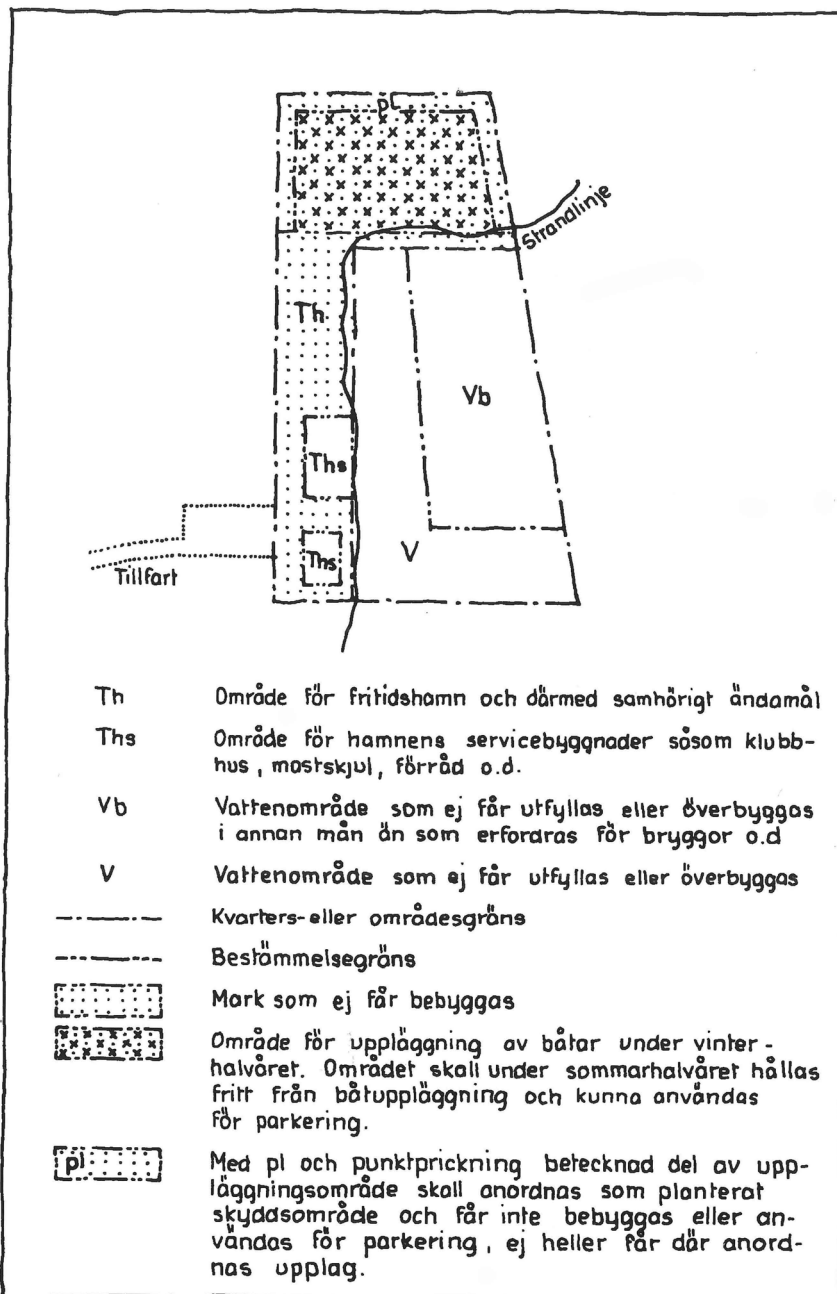 pl
Strandlinje
Th
Vb
Ths
V
Ths
Tillfart
Th Område för fritidshamn och därmed samhörigt ändamål
Ths Område för hamnens servicebyggnader såsom klubb-
hus, mastskjul, förråd o.d.
Vb Vattenområde som ej får utfyllas eller överbyggas
i annan mån än som erfordras för bryggor o.d
V Vattenområde som ej får utfyllas eller överbyggas
Kvarters- eller områdesgräns
Bestämmelsegräns
Mark som ej får bebyggas
Område för uppläggning av båtar under vinter-
halvåret. Området skall under sommarhalvåret hållas
fritt från båtuppläggning och kunna användas
för parkering.
pl Med pl och punktprickning betecknad del av upp-
läggningsområde skall anordnas som planterat
skyddsområde och får inte bebyggas eller an-
vändas för parkering, ej heller får där anord-
nas upplag.